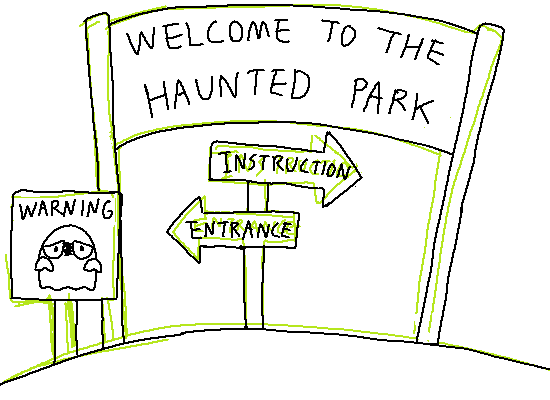 WELCOME TO THE
HAUNTED PARK
INSTRUCTION
WARNING
ENTRANCE